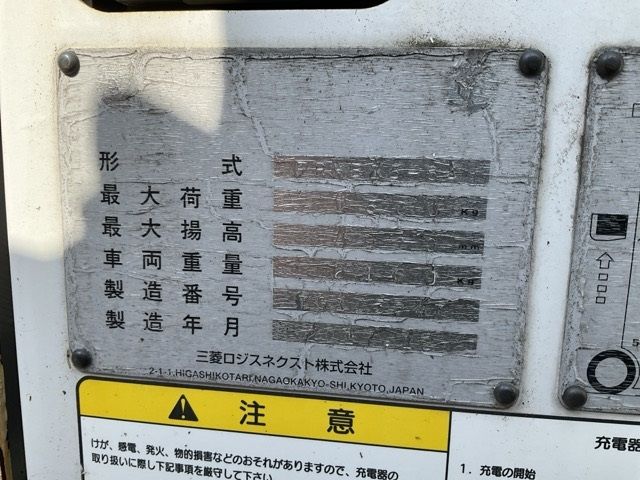 形式
最大荷重 Kg
最大揚高 mm
車両重量 Kg
製造番号
製造年月
三菱ロジスネクスト株式会社
2-1-1,HIGASHIKOTARI,NAGAOKAKYO-SHI,KYOTO,JAPAN
注意
けが、感電、発火、物的損害などのおそれがありますので、充電器の
取り扱いに際し下記事項を厳守して下さい。
充電器
1. 充電の開始
5